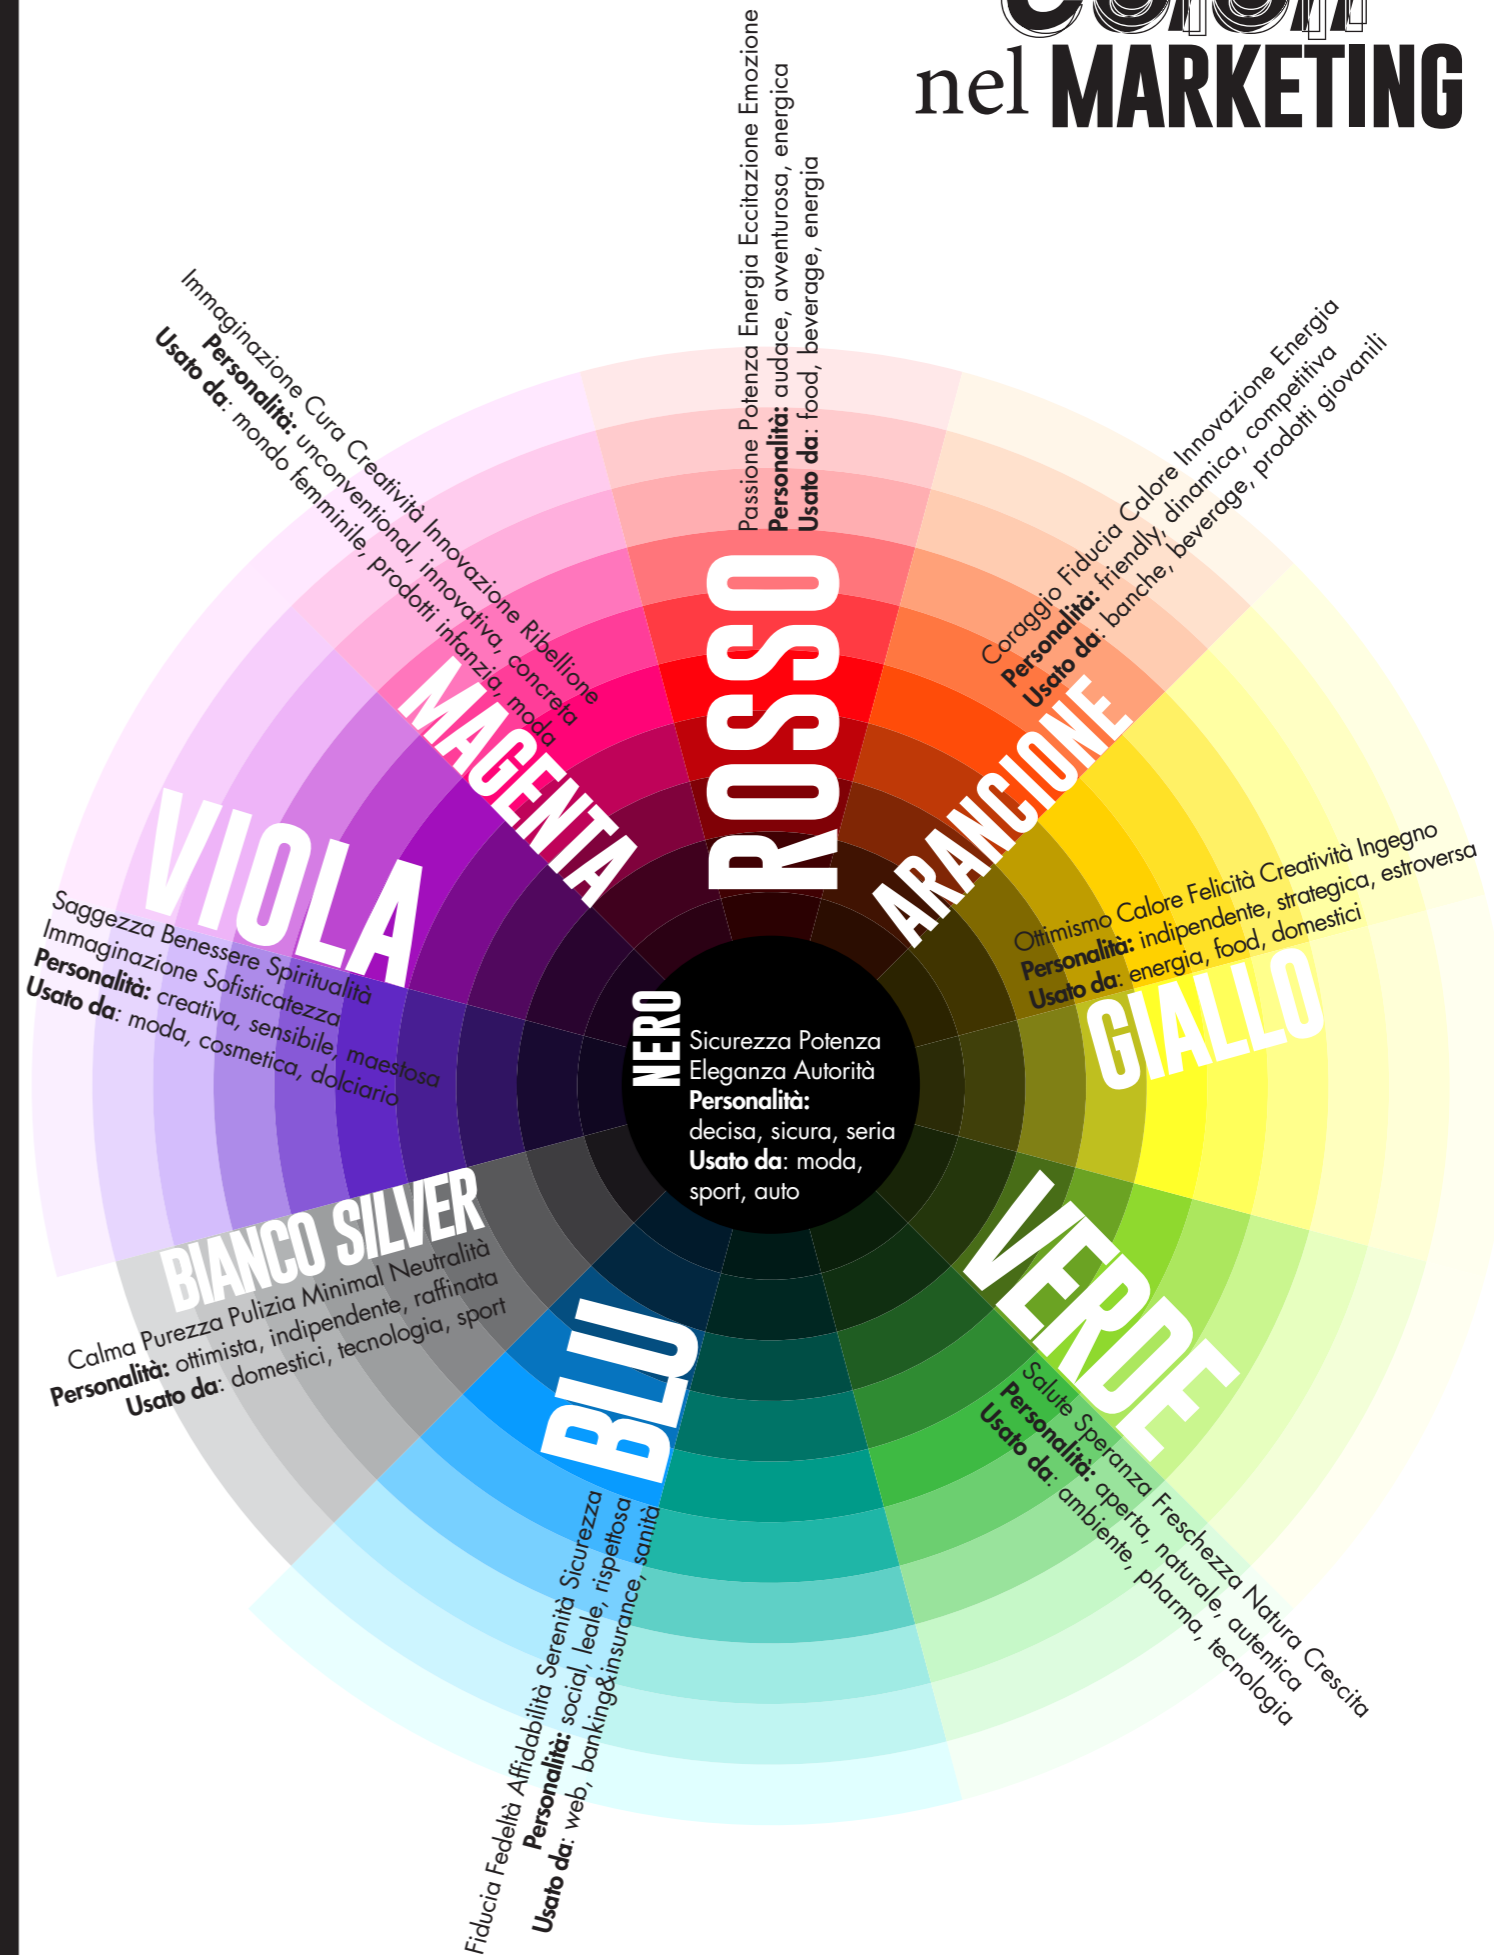 Colori
nel MARKETING
Passione Potenza Energia Eccitazione Emozione
Personalità: audace, avventurosa, energica
Usato da: food, beverage, energia
ROSSO
Coraggio Fiducia Calore Innovazione Energia
Personalità: friendly, dinamica, competitiva
Usato da: banche, beverage, prodotti giovanili
ARANCIONE
Ottimismo Calore Felicità Creatività Ingegno
Personalità: indipendente, strategica, estroversa
Usato da: energia, food, domestici
GIALLO
VERDE
Salute Speranza Freschezza Natura Crescita
Personalità: aperta, naturale, autentica
Usato da: ambiente, pharma, tecnologia
BLU
Fiducia Fedeltà Affidabilità Serenità Sicurezza
Personalità: social, leale, rispettosa
Usato da: web, banking&insurance, sanità
BIANCO SILVER
Calma Purezza Pulizia Minimal Neutralità
Personalità: ottimista, indipendente, raffinata
Usato da: domestici, tecnologia, sport
VIOLA
Saggezza Benessere Spiritualità
Immaginazione Sofisticatezza
Personalità: creativa, sensibile, maestosa
Usato da: moda, cosmetica, dolciario
Immaginazione Cura Creatività Innovazione Ribellione
Personalità: unconventional, innovativa, concreta
Usato da: mondo femminile, prodotti infanzia, moda
MAGENTA
NERO
Sicurezza Potenza
Eleganza Autorità
Personalità:
decisa, sicura, seria
Usato da: moda,
sport, auto